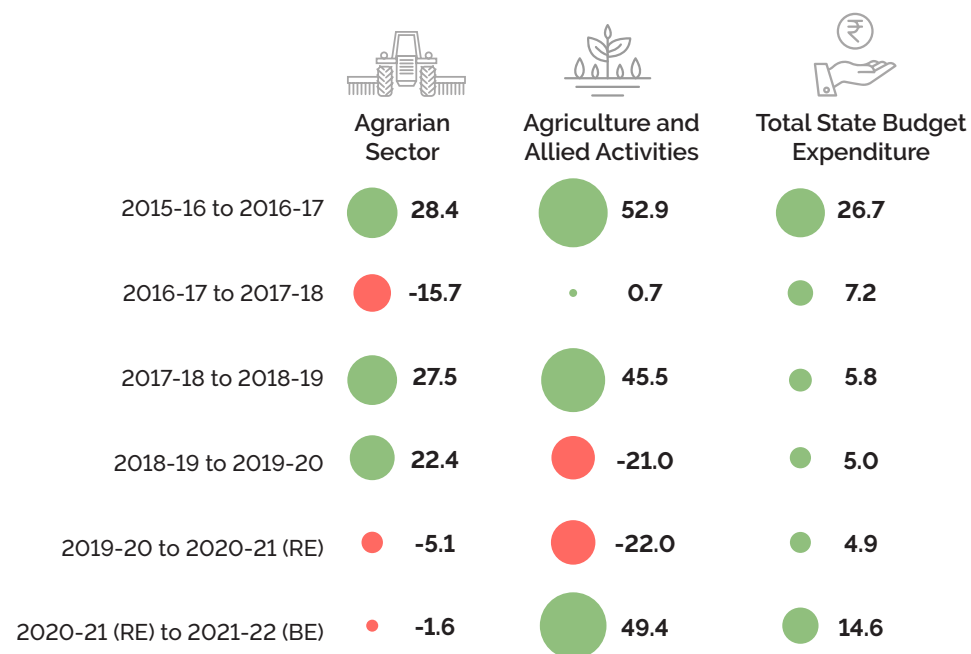 ₹
Agrarian
Sector
Agriculture and
Allied Activities
Total State Budget
Expenditure
2015-16 to 2016-17 28.4 52.9 26.7
2016-17 to 2017-18 -15.7 0.7 7.2
2017-18 to 2018-19 27.5 45.5 5.8
2018-19 to 2019-20 22.4 -21.0 5.0
2019-20 to 2020-21 (RE) -5.1 -22.0 4.9
2020-21 (RE) to 2021-22 (BE) -1.6 49.4 14.6